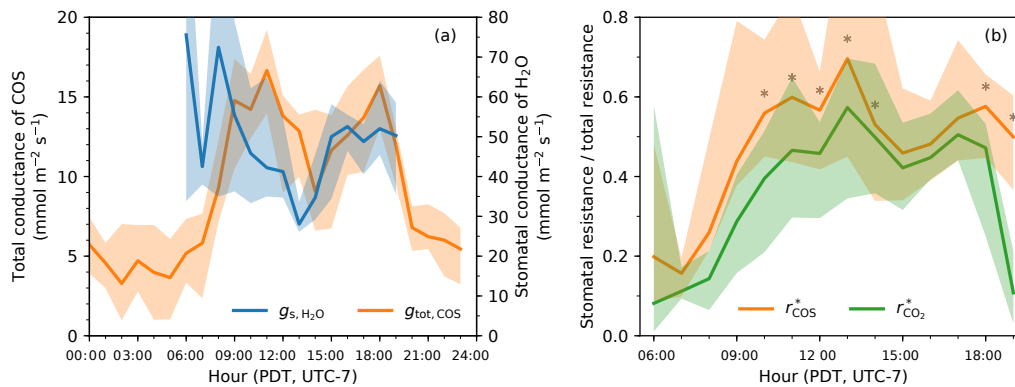 (a)
20
15
10
5
0
Total conductance of COS
(mmol m⁻² s⁻¹)
80
70
60
50
40
30
20
10
0
Stomatal conductance of H₂O
(mmol m⁻² s⁻¹)
g s, H₂O
g tot, COS
00:00 03:00 06:00 09:00 12:00 15:00 18:00 21:00 24:00
Hour (PDT, UTC-7)
(b)
0.8
0.6
0.4
0.2
0.0
Stomatal resistance / total resistance
* * * * * * *
r*COS
r*CO₂
06:00 09:00 12 00 15:00 18:00
Hour (PDT, UTC-7)